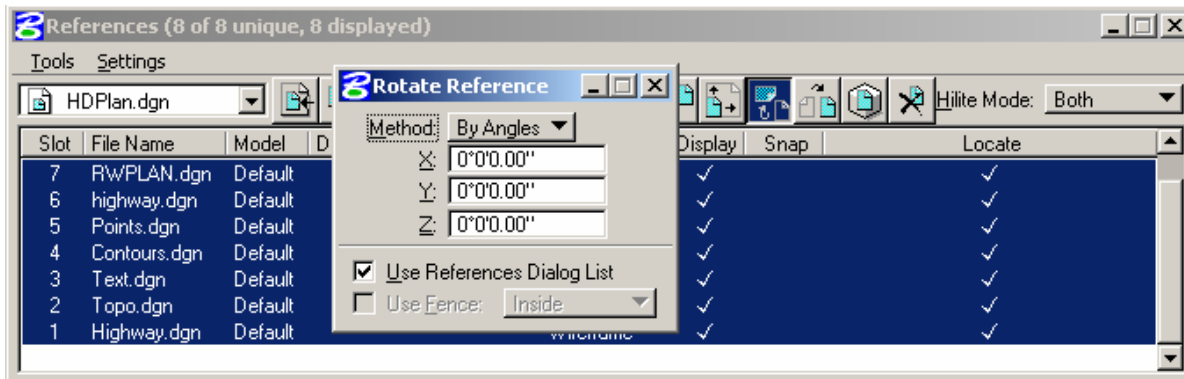 References (8 of 8 unique, 8 displayed)
Tools Settings
HDPlan.dgn
Hilite Mode: Both
Slot File Name Model D
Display Snap Locate
7 RWPLAN.dgn Default
6 highway.dgn Default
5 Points.dgn Default
4 Contours.dgn Default
3 Text.dgn Default
2 Topo.dgn Default
1 Highway.dgn Default
Rotate Reference
Method: By Angles
X: 0°0'0.00"
Y: 0°0'0.00"
Z: 0°0'0.00"
Use References Dialog List
Use Fence: Inside